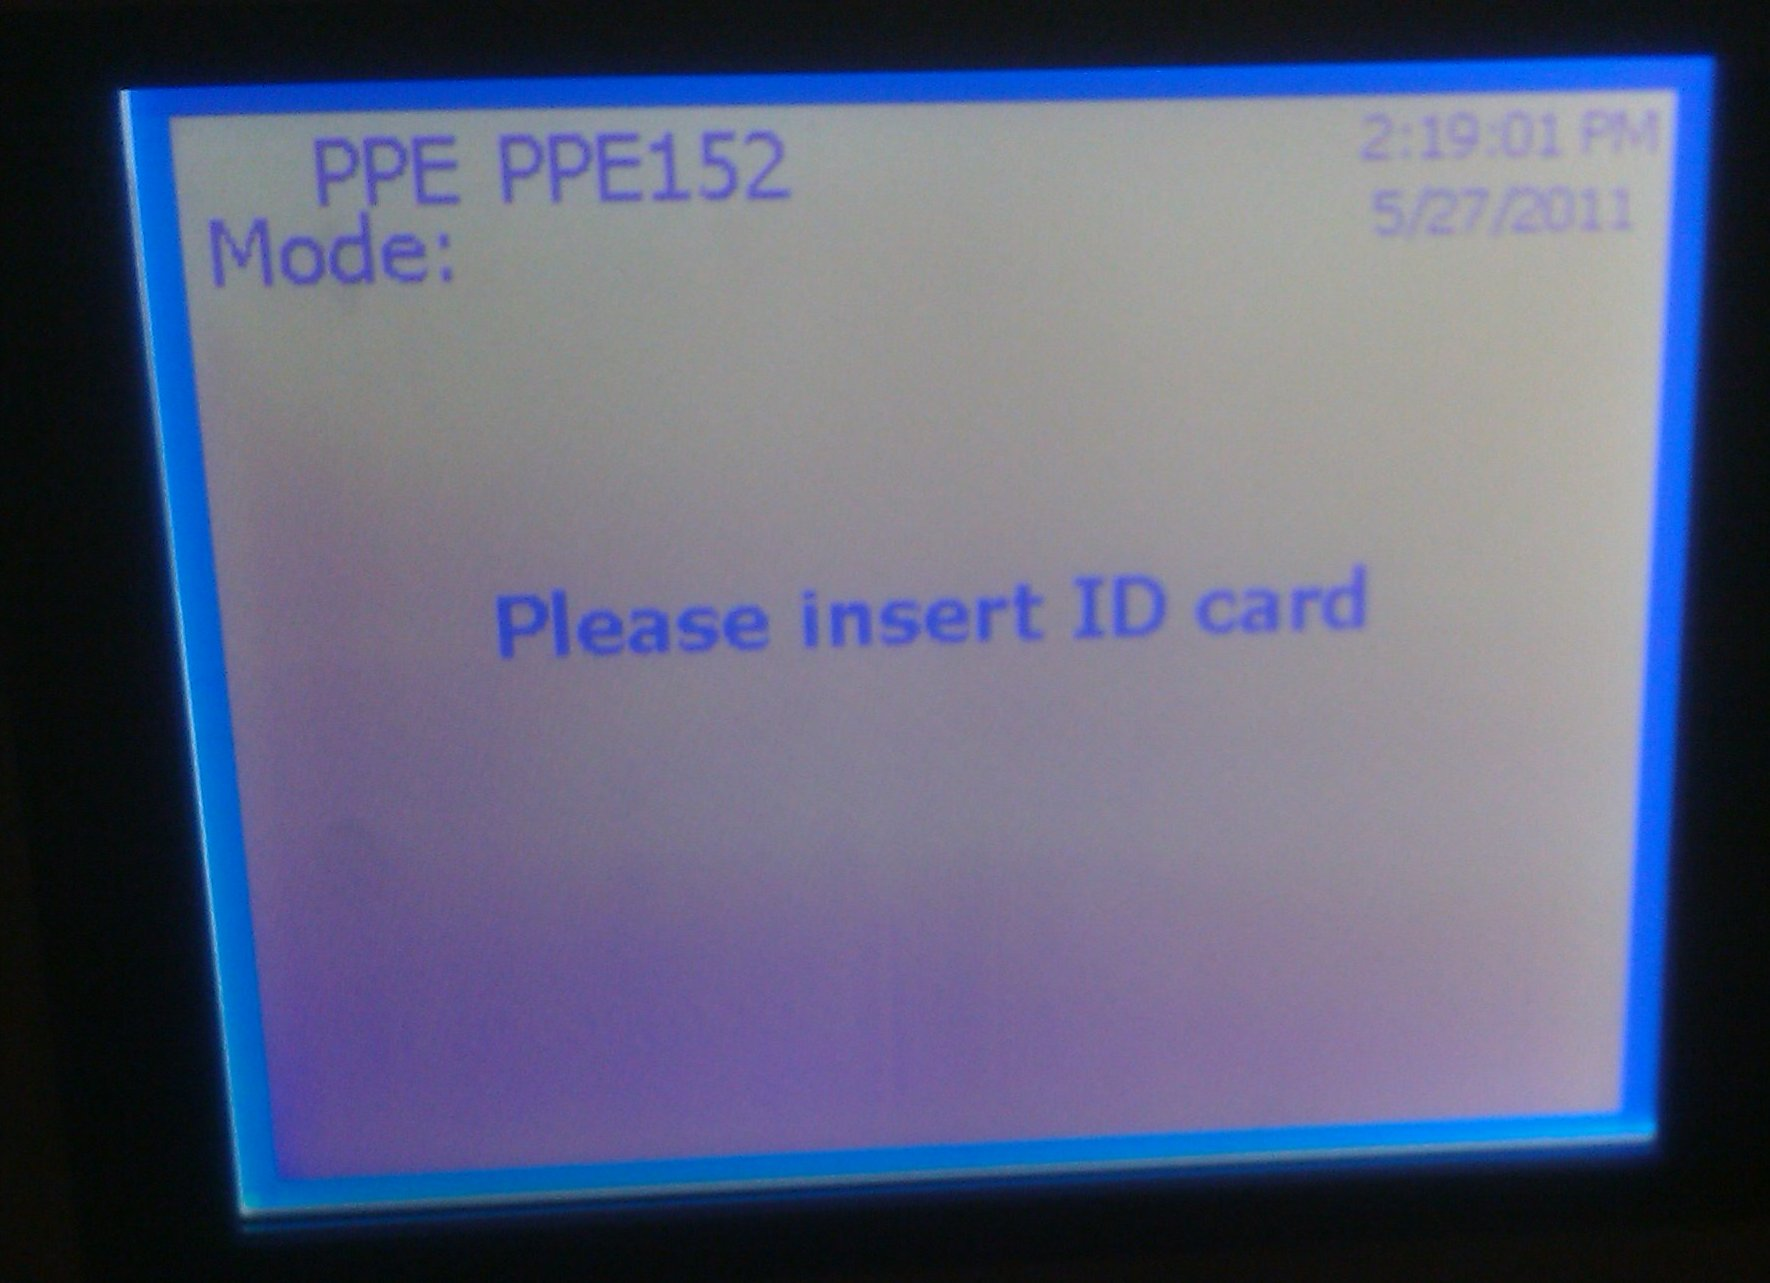 PPE PPE152
2:19:01 PM
Mode:
5/27/2011
Please insert ID card